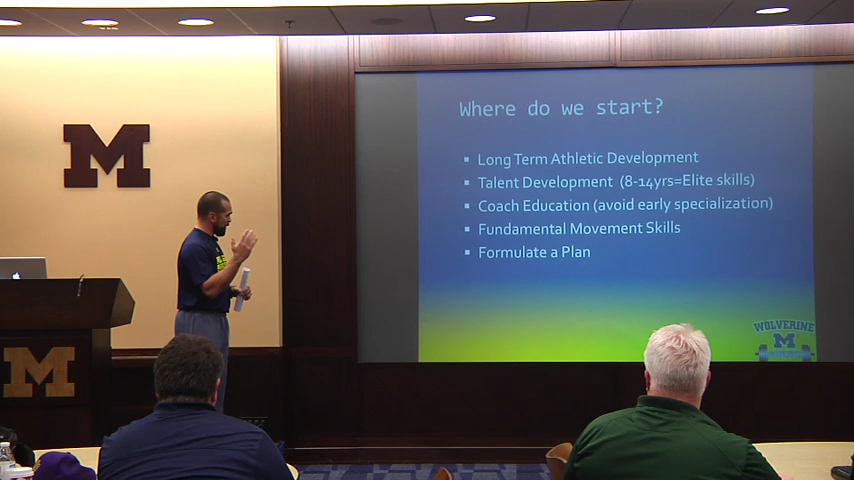 M
Where do we start?
▪ Long Term Athletic Development
▪ Talent Development (8-14yrs=Elite skills)
▪ Coach Education (avoid early specialization)
▪ Fundamental Movement Skills
▪ Formulate a Plan
WOLVERINE
M
M